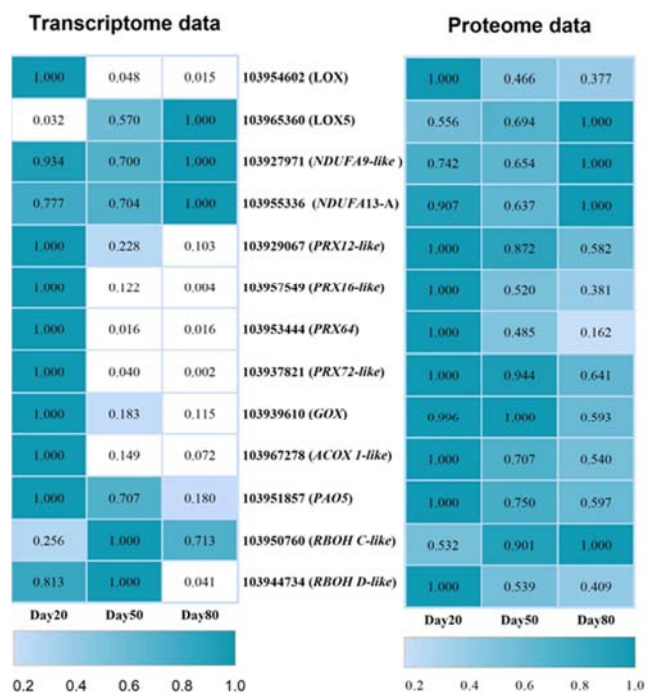 Transcriptome data Proteome data
1.000 0.048 0.015 103954602 (LOX) 1.000 0.466 0.377
0.032 0.570 1.000 103965360 (LOX5) 0.556 0.694 1.000
0.934 0.700 1.000 103927971 (NDUFA9-like ) 0.742 0.654 1.000
0.777 0.704 1.000 103955336 (NDUFA13-A) 0.907 0.637 1.000
1.000 0.228 0.103 103929067 (PRX12-like) 1.000 0.872 0.582
1.000 0.122 0.004 103957549 (PRX16-like) 1.000 0.520 0.381
1.000 0.016 0.016 103953444 (PRX64) 1.000 0.485 0.162
1.000 0.040 0.002 103937821 (PRX72-like) 1.000 0.944 0.641
1.000 0.183 0.115 103939610 (GOX) 0.996 1.000 0.593
1.000 0.149 0.072 103967278 (ACOX 1-like) 1.000 0.707 0.540
1.000 0.707 0.180 103951857 (PAO5) 1.000 0.750 0.597
0.256 1.000 0.713 103950760 (RBOH C-like) 0.532 0.901 1.000
0.813 1.000 0.041 103944734 (RBOH D-like) 1.000 0.539 0.409
Day20 Day50 Day80 Day20 Day50 Day80
0.2 0.4 0.6 0.8 1.0 0.2 0.4 0.6 0.8 1.0